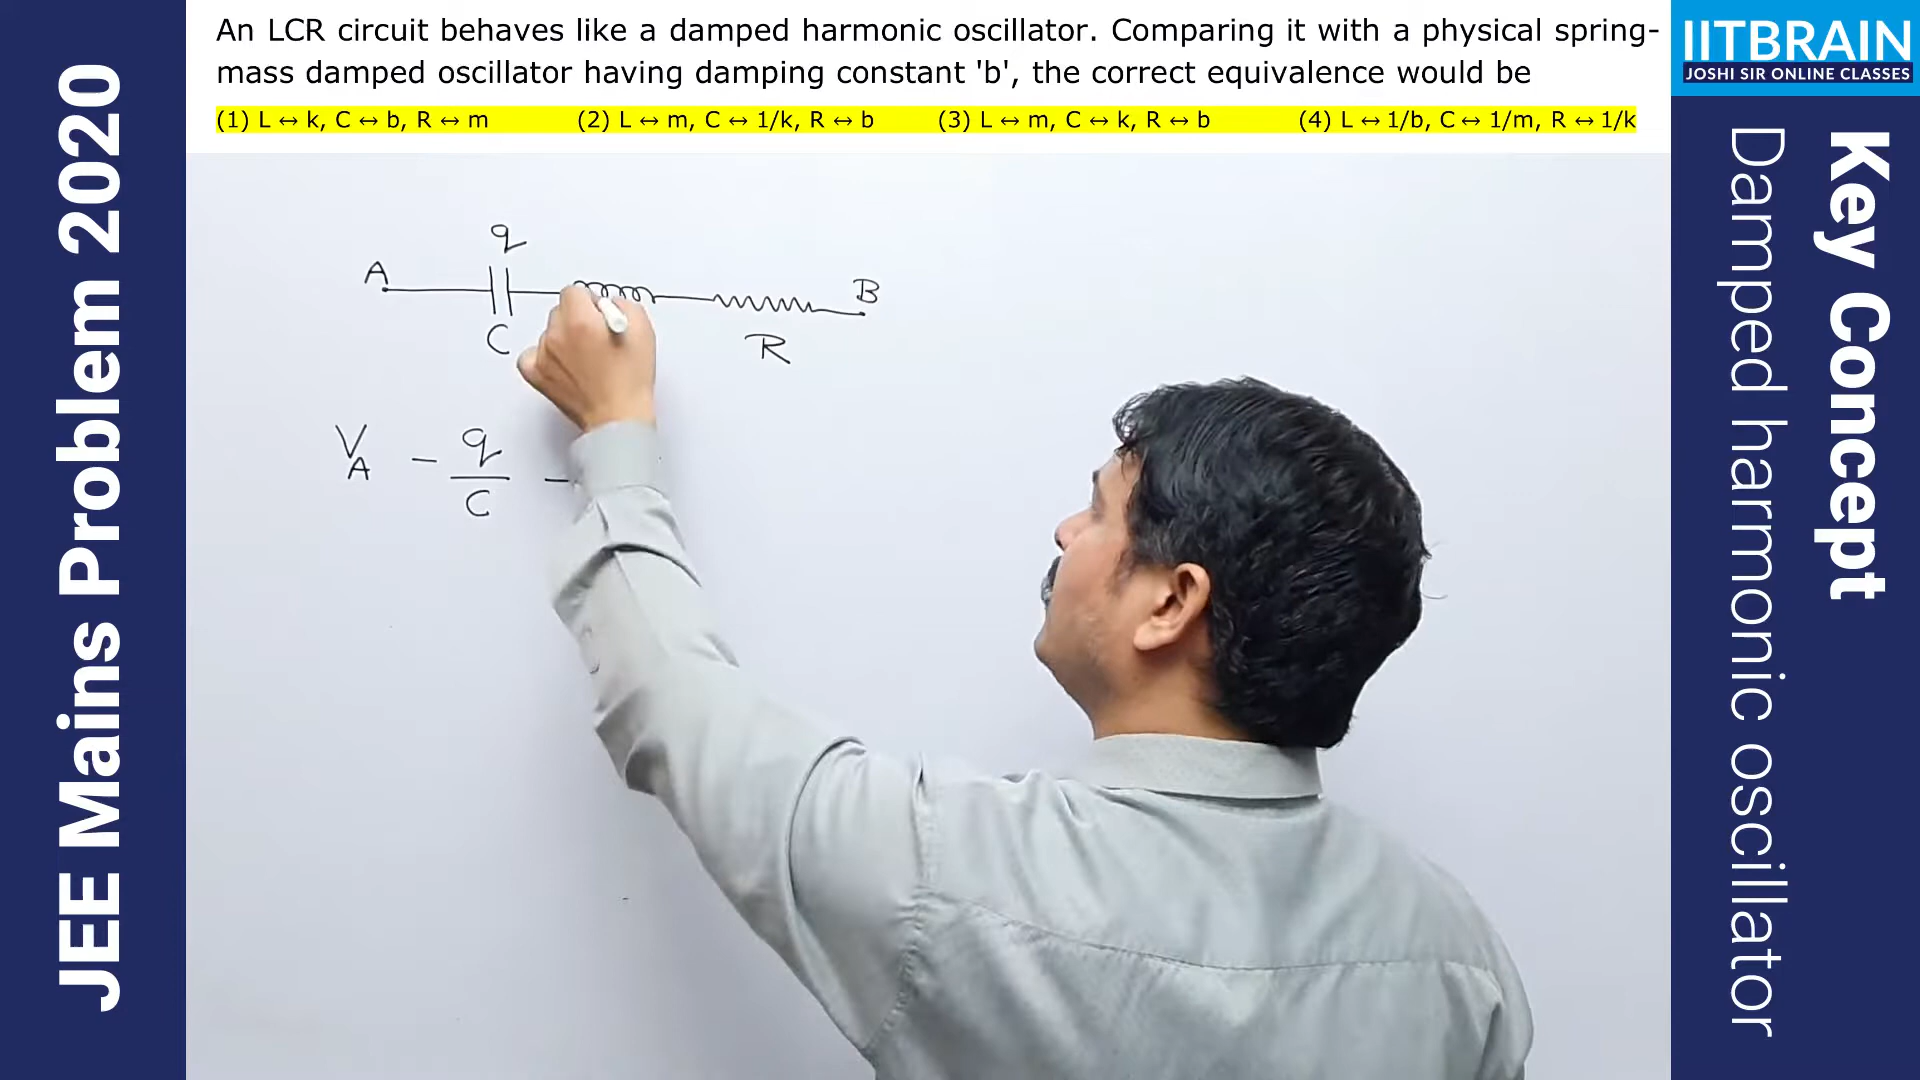 An LCR circuit behaves like a damped harmonic oscillator. Comparing it with a physical spring-
mass damped oscillator having damping constant 'b', the correct equivalence would be
(1) L ↔ k, C ↔ b, R ↔ m (2) L ↔ m, C ↔ 1/k, R ↔ b (3) L ↔ m, C ↔ k, R ↔ b (4) L ↔ 1/b, C ↔ 1/m, R ↔ 1/k
IITBRAIN
JOSHI SIR ONLINE CLASSES
JEE Mains Problem 2020
Key Concept
Damped harmonic oscillator
q
A B
C R
V_A - q/C -